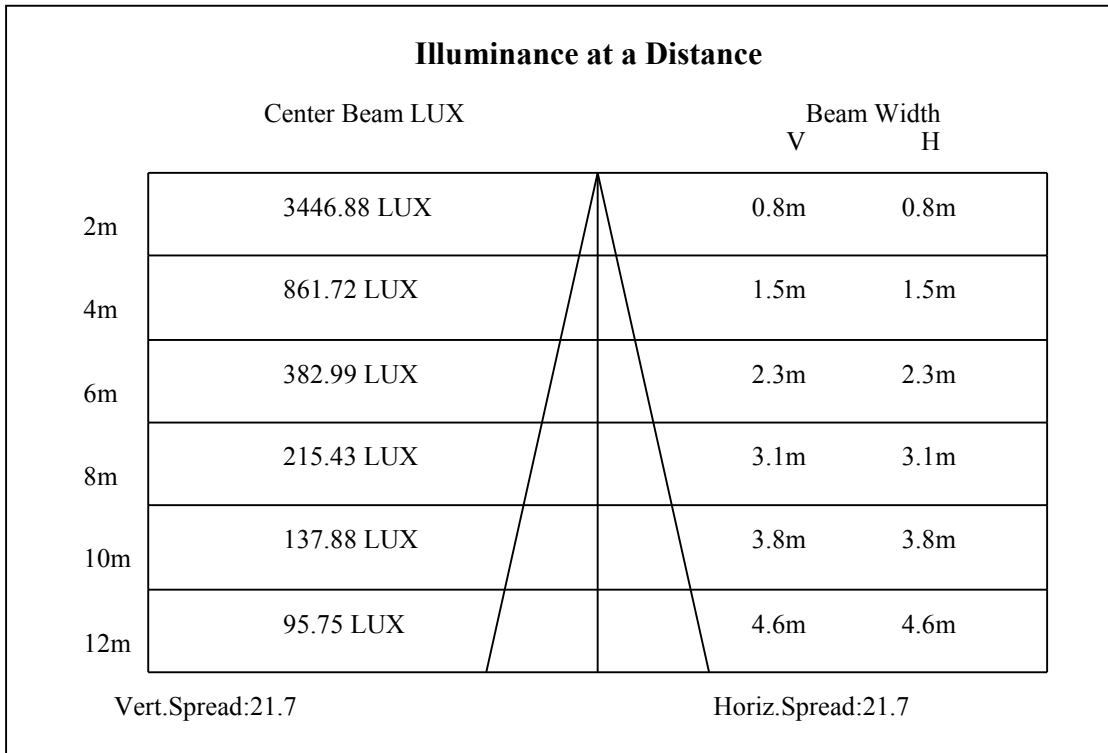 Illuminance at a Distance
Center Beam LUX Beam Width
V H
2m 3446.88 LUX 0.8m 0.8m
4m 861.72 LUX 1.5m 1.5m
6m 382.99 LUX 2.3m 2.3m
8m 215.43 LUX 3.1m 3.1m
10m 137.88 LUX 3.8m 3.8m
12m 95.75 LUX 4.6m 4.6m
Vert.Spread:21.7 Horiz.Spread:21.7